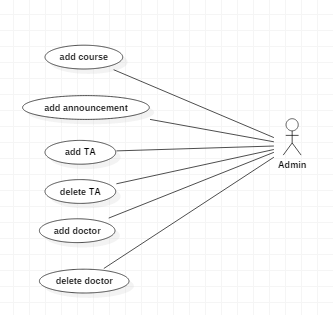 add course
add announcement
add TA
Admin
delete TA
add doctor
delete doctor